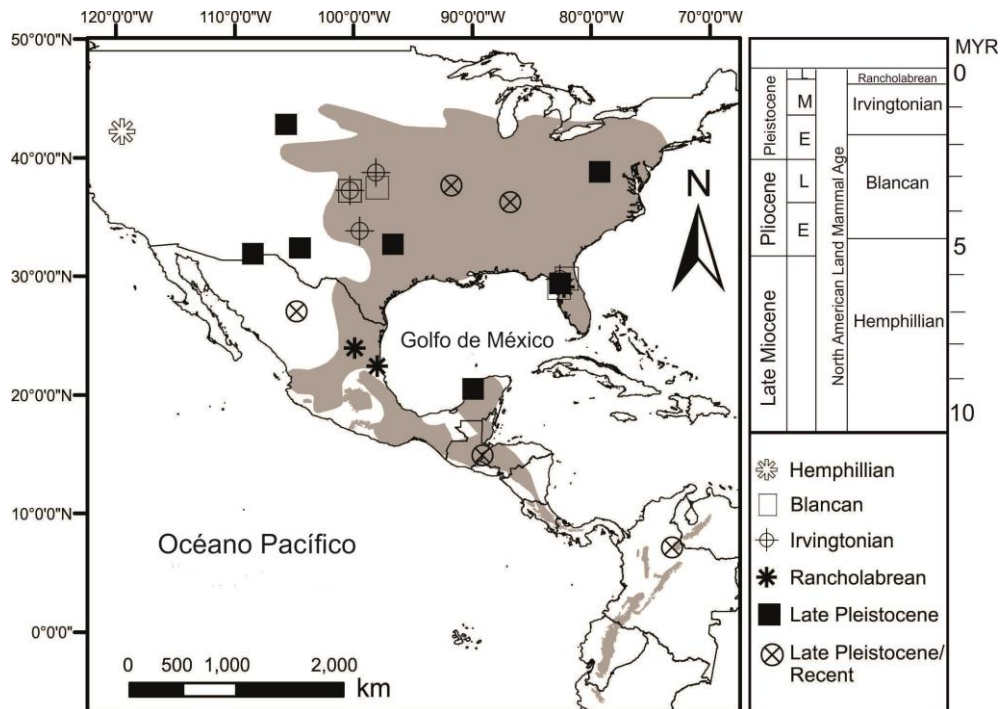 120°0'0"W 110°0'0"W 100°0'0"W 90°0'0"W 80°0'0"W 70°0'0"W
50°0'0"N
40°0'0"N
30°0'0"N
20°0'0"N
10°0'0"N
0°0'0"
N
Golfo de México
Océano Pacífico
0 500 1,000 2,000
km
MYR
0
5
10
Pleistocene
L
M
E
Pliocene
L
E
Late Miocene
North American Land Mammal Age
Rancholabrean
Irvingtonian
Blancan
Hemphillian
Hemphillian
Blancan
Irvingtonian
Rancholabrean
Late Pleistocene
Late Pleistocene/
Recent